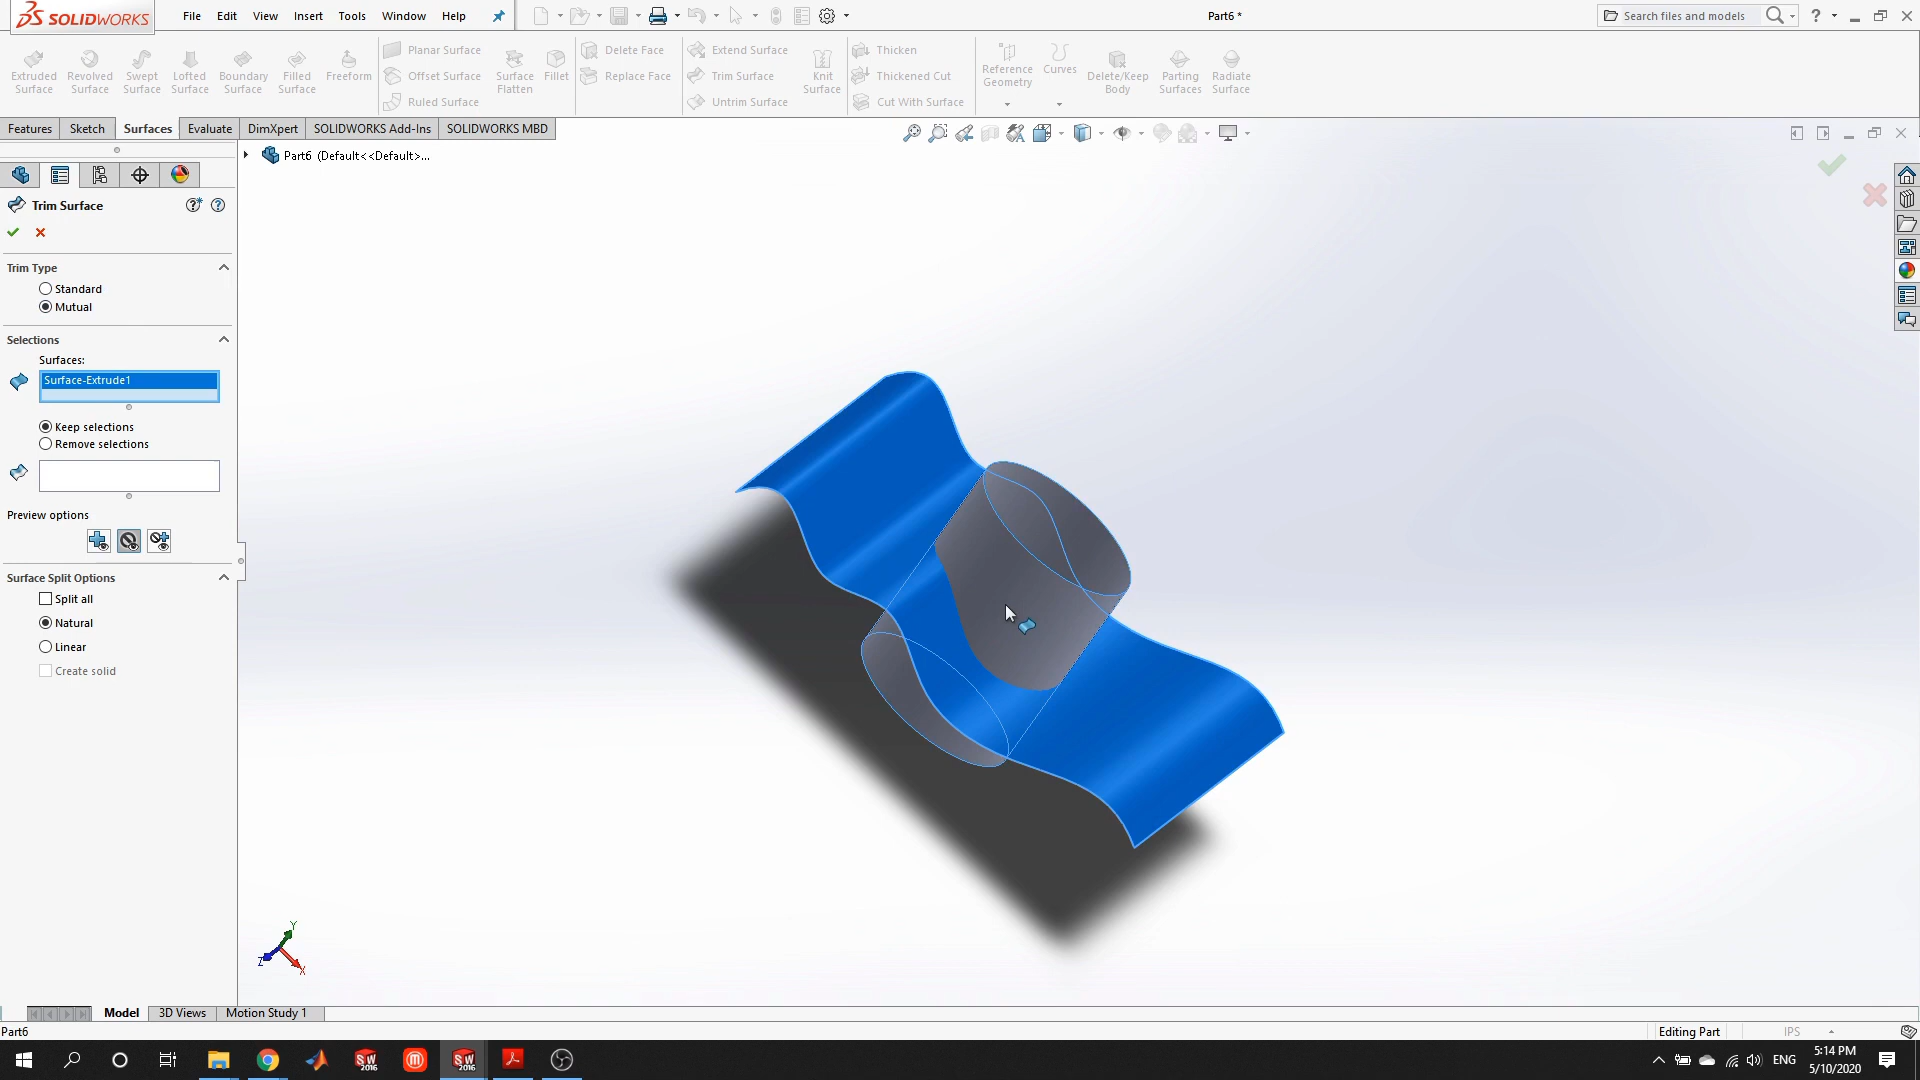 SOLIDWORKS File Edit View Insert Tools Window Help Part6 * Search files and models ?
Extruded Surface
Revolved Surface
Swept Surface
Lofted Surface
Boundary Surface
Filled Surface
Freeform
Planar Surface
Offset Surface
Ruled Surface
Surface Flatten
Fillet
Delete Face
Replace Face
Extend Surface
Trim Surface
Untrim Surface
Knit Surface
Thicken
Thickened Cut
Cut With Surface
Reference Geometry
Curves
Delete/Keep Body
Parting Surfaces
Radiate Surface
Features Sketch Surfaces Evaluate DimXpert SOLIDWORKS Add-Ins SOLIDWORKS MBD
Part6 (Default<<Default>...
Trim Surface
Trim Type
Standard
Mutual
Selections
Surfaces:
Surface-Extrude1
Keep selections
Remove selections
Preview options
Surface Split Options
Split all
Natural
Linear
Create solid
Y
Z
X
Model 3D Views Motion Study 1
Part6 Editing Part IPS
SW 2016 SW 2016 ENG 5:14 PM
5/10/2020